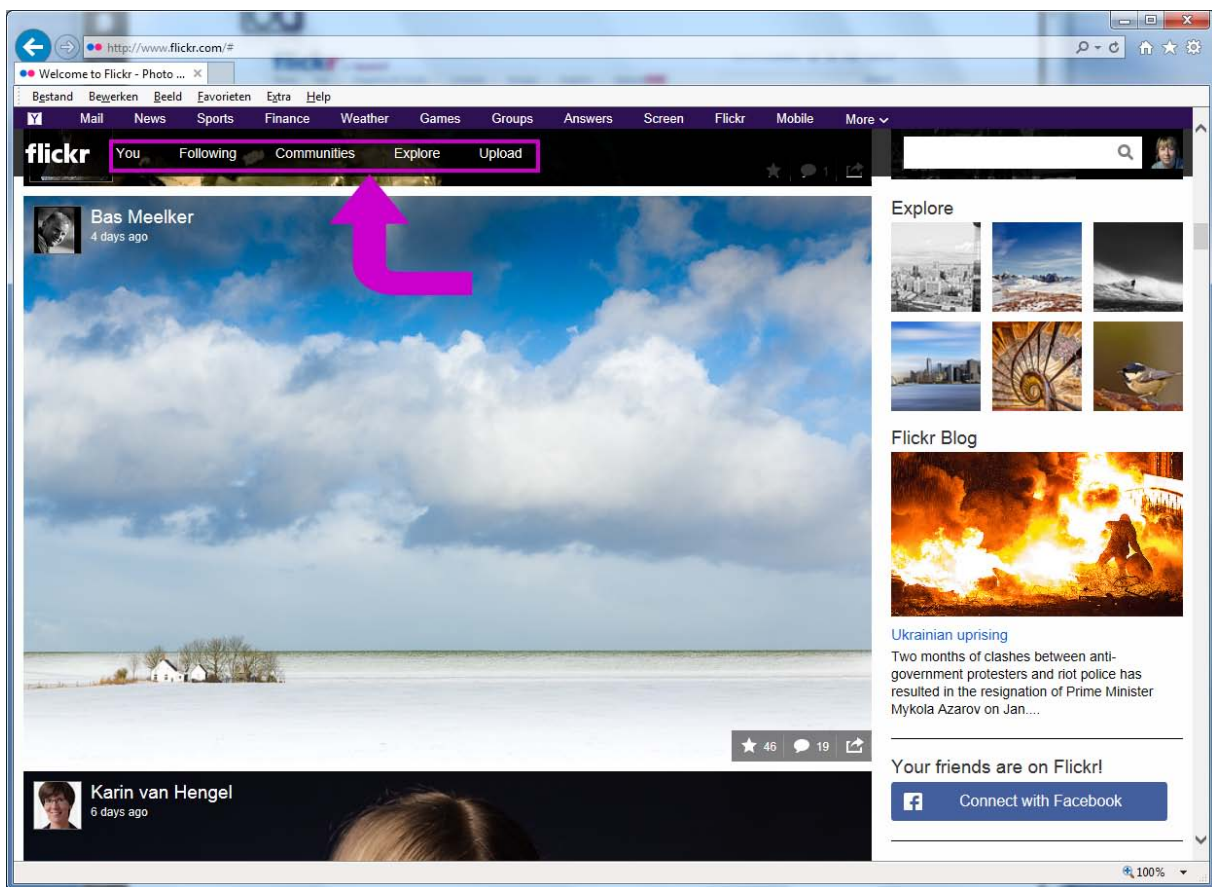 http://www.flickr.com/#
Welcome to Flickr - Photo ...
Bestand Bewerken Beeld Favorieten Extra Help
Y Mail News Sports Finance Weather Games Groups Answers Screen Flickr Mobile More
flickr You Following Communities Explore Upload
1
Bas Meelker
4 days ago
Explore
Flickr Blog
Ukrainian uprising
Two months of clashes between anti-
government protesters and riot police has
resulted in the resignation of Prime Minister
Mykola Azarov on Jan....
46 19
Your friends are on Flickr!
Connect with Facebook
Karin van Hengel
6 days ago
100%